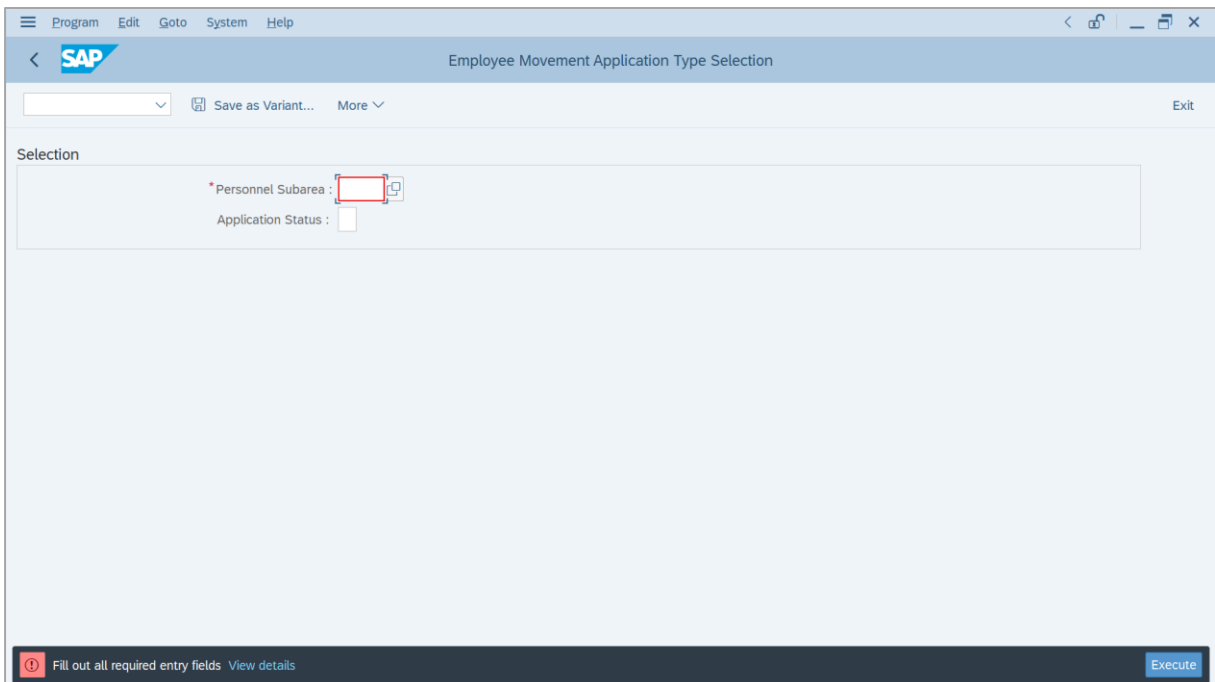 Program Edit Goto System Help
SAP Employee Movement Application Type Selection
Save as Variant... More Exit
Selection
*Personnel Subarea :
Application Status :
Fill out all required entry fields View details Execute